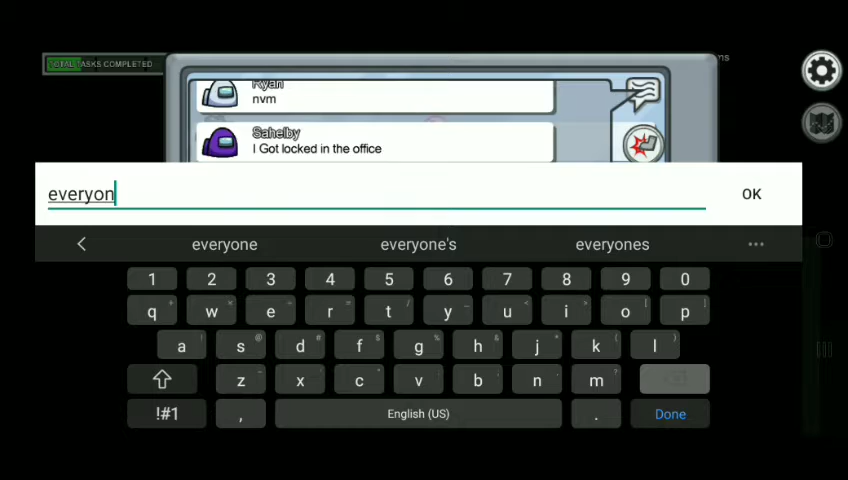 TOTAL TASKS COMPLETED
ms
Ryan
nvm
Sahelby
I Got locked in the office
everyon
OK
everyone everyone's everyones
1 2 3 4 5 6 7 8 9 0
q w e r t y u i o p
a s d f g h j k l
z x c v b n m
!#1 , English (US) . Done